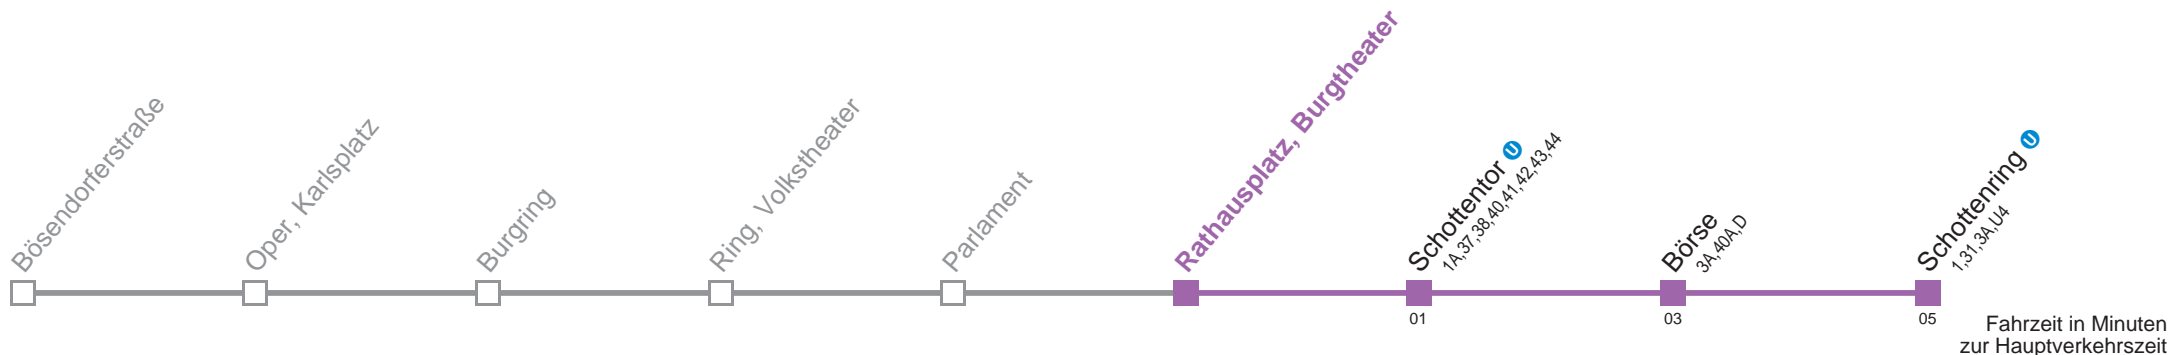 Bösendorferstraße
Oper, Karlsplatz
Burgring
Ring, Volkstheater
Parlament
Rathausplatz, Burgtheater
Schottentor U
1A,37,38,40,41,42,43,44
Börse
3A,40A,D
Schottenring U
1,31,3A,U4
01
03
05
Fahrzeit in Minuten
zur Hauptverkehrszeit